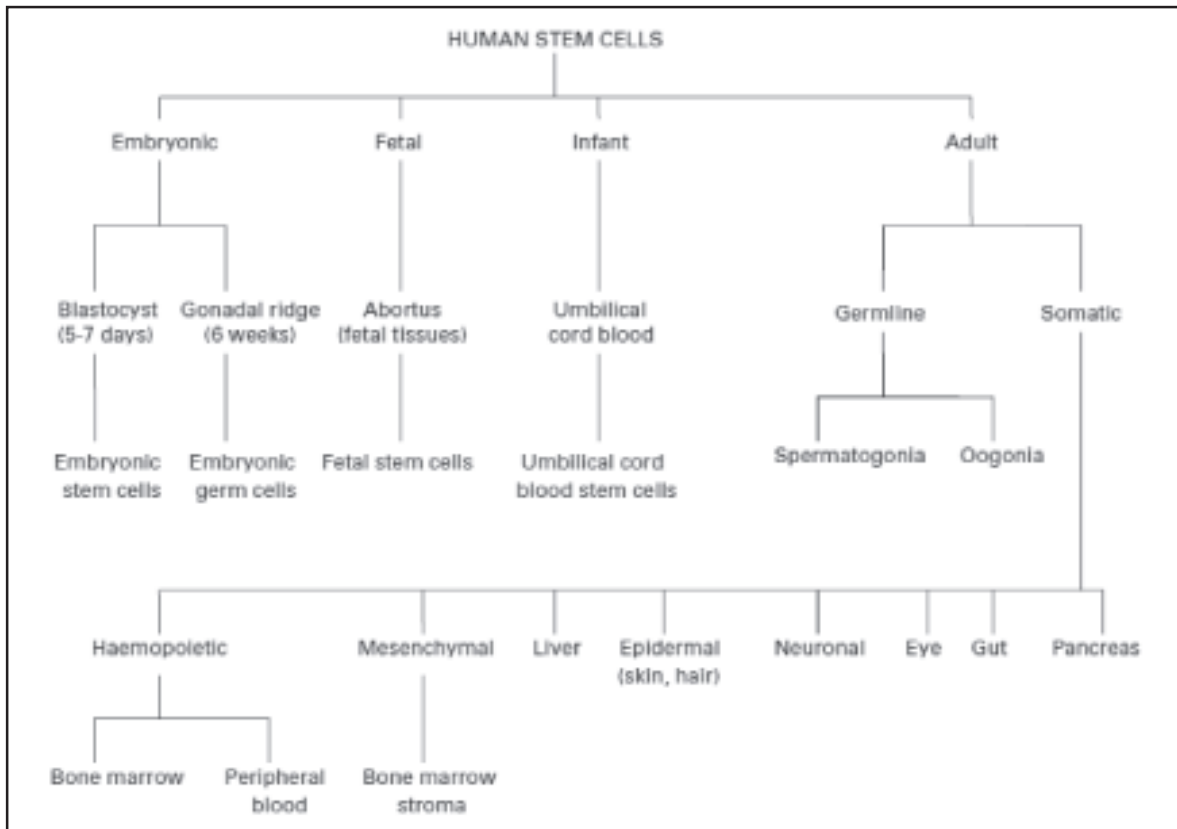 HUMAN STEM CELLS
Embryonic
Fetal
Infant
Adult
Blastocyst
(5-7 days)
Gonadal ridge
(6 weeks)
Abortus
(fetal tissues)
Umbilical
cord blood
Germline
Somatic
Embryonic
stem cells
Embryonic
germ cells
Fetal stem cells
Umbilical cord
blood stem cells
Spermatogonia
Oogonia
Haemopoietic
Mesenchymal
Liver
Epidermal
(skin, hair)
Neuronal
Eye
Gut
Pancreas
Bone marrow
Peripheral
blood
Bone marrow
stroma